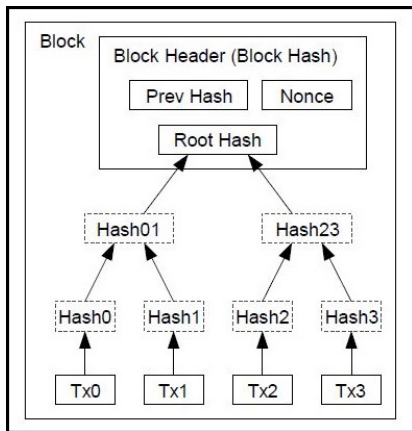 Block
Block Header (Block Hash)
Prev Hash Nonce
Root Hash
Hash01 Hash23
Hash0 Hash1 Hash2 Hash3
Tx0 Tx1 Tx2 Tx3